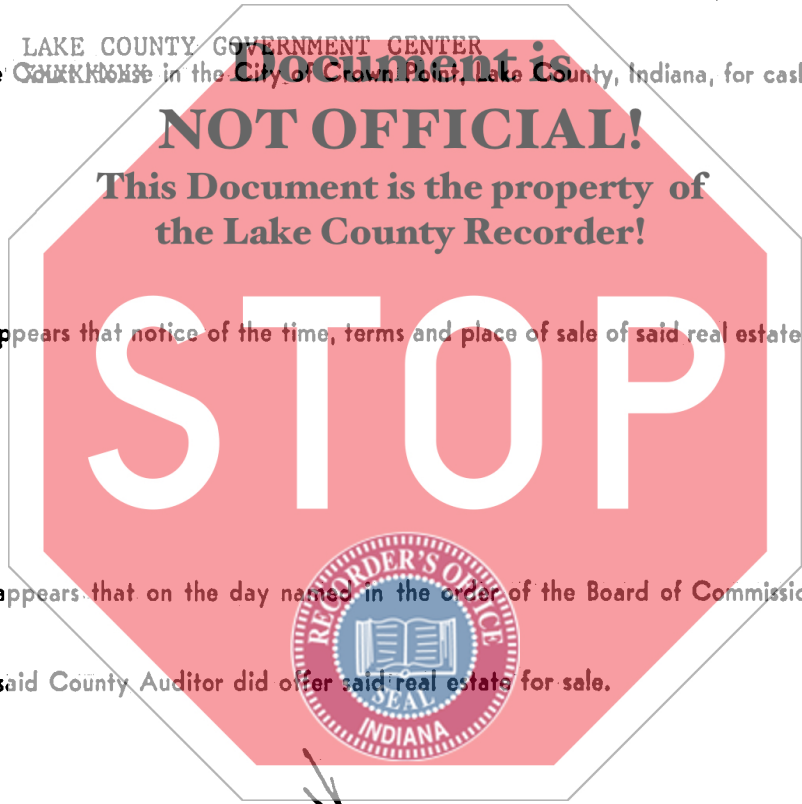 LAKE COUNTY GOVERNMENT CENTER
Court House in the City of Crown Point, Lake County, Indiana, for cash
Document is
NOT OFFICIAL!
This Document is the property of
the Lake County Recorder!
ppears that notice of the time, terms and place of sale of said real estate
STOP
appears that on the day named in the order of the Board of Commissio
said County Auditor did offer said real estate for sale.
RECORDER'S OFFICE
SEAL
INDIANA